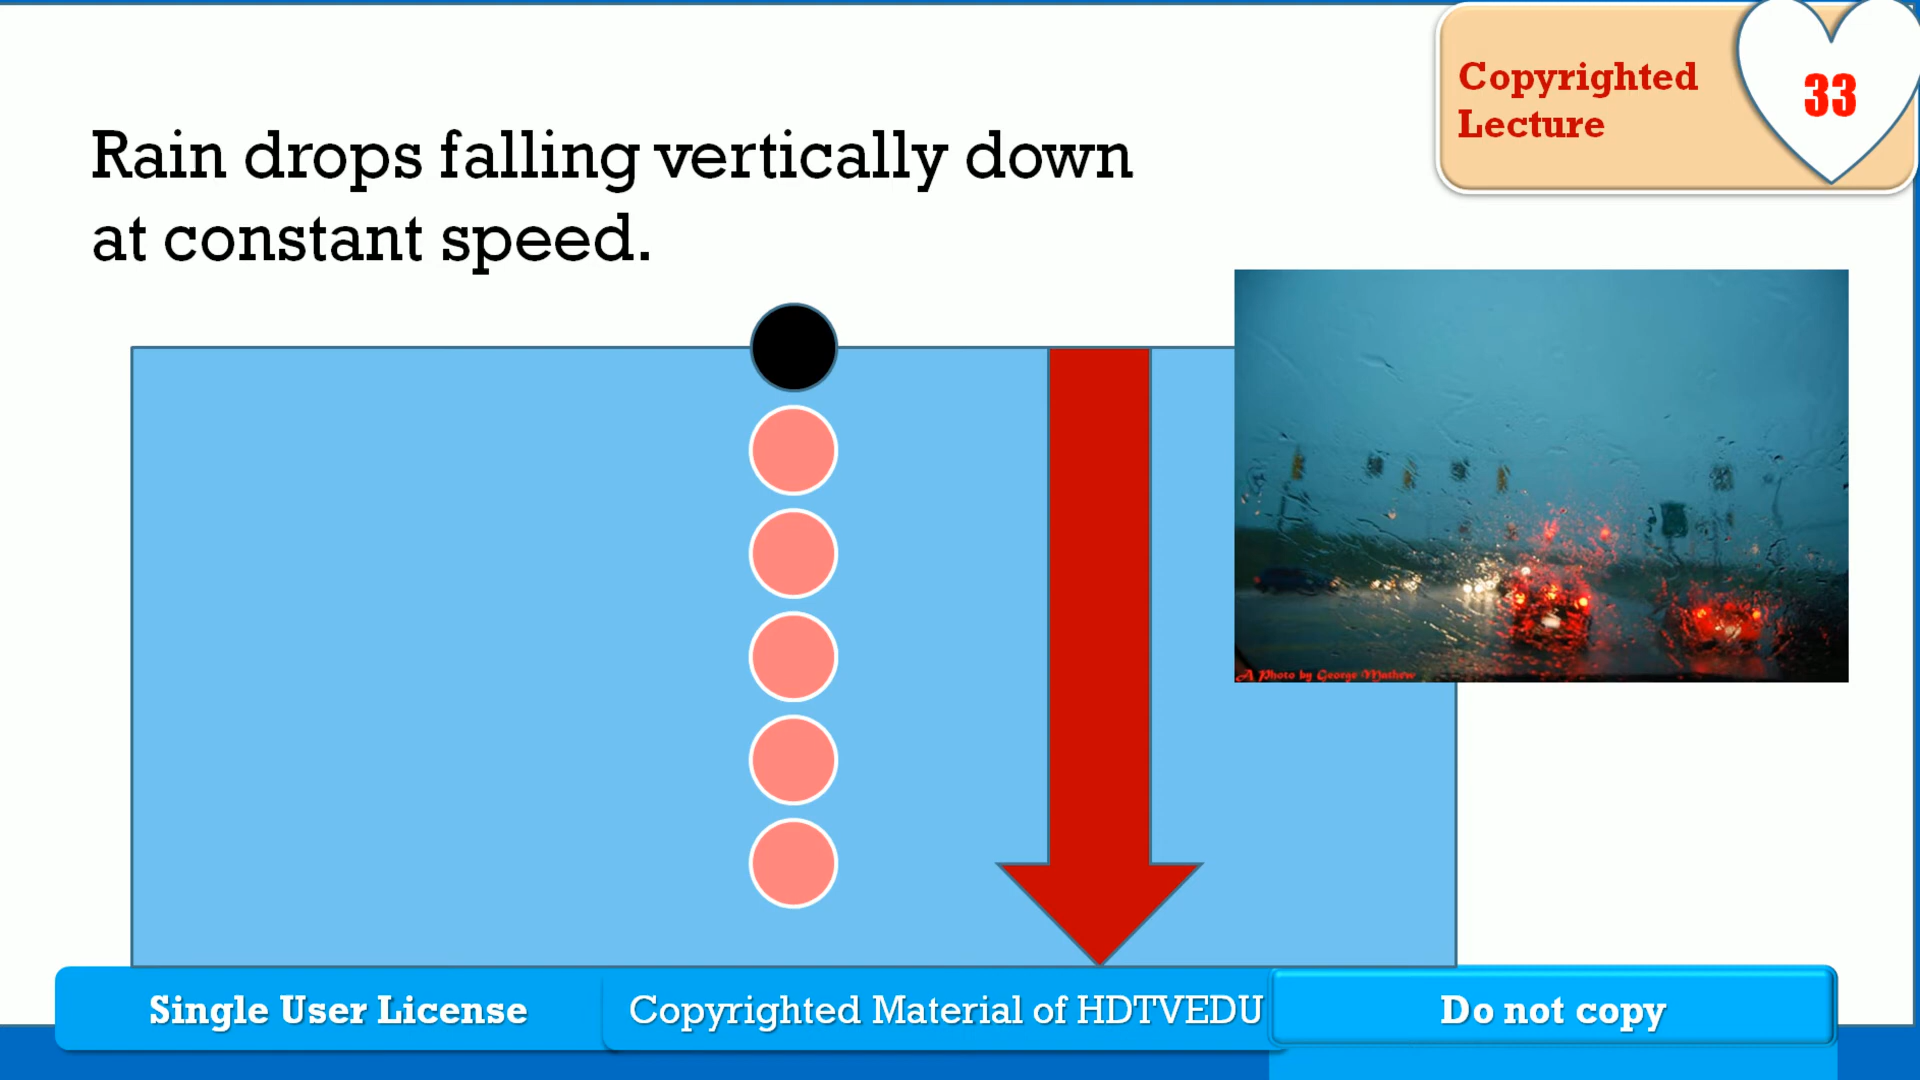 Copyrighted
Lecture
33
Rain drops falling vertically down
at constant speed.
A Photo by George Mathew
Single User License
Copyrighted Material of HDTVEDU
Do not copy